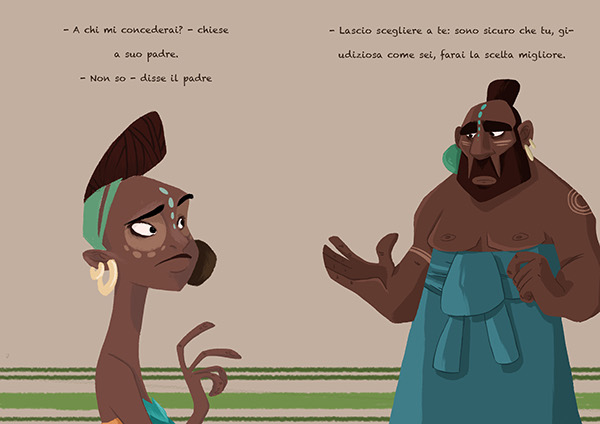 - A chi mi concederai? - chiese
a suo padre.
- Non so - disse il padre
- Lascio scegliere a te: sono sicuro che tu, gi-
udiziosa come sei, farai la scelta migliore.